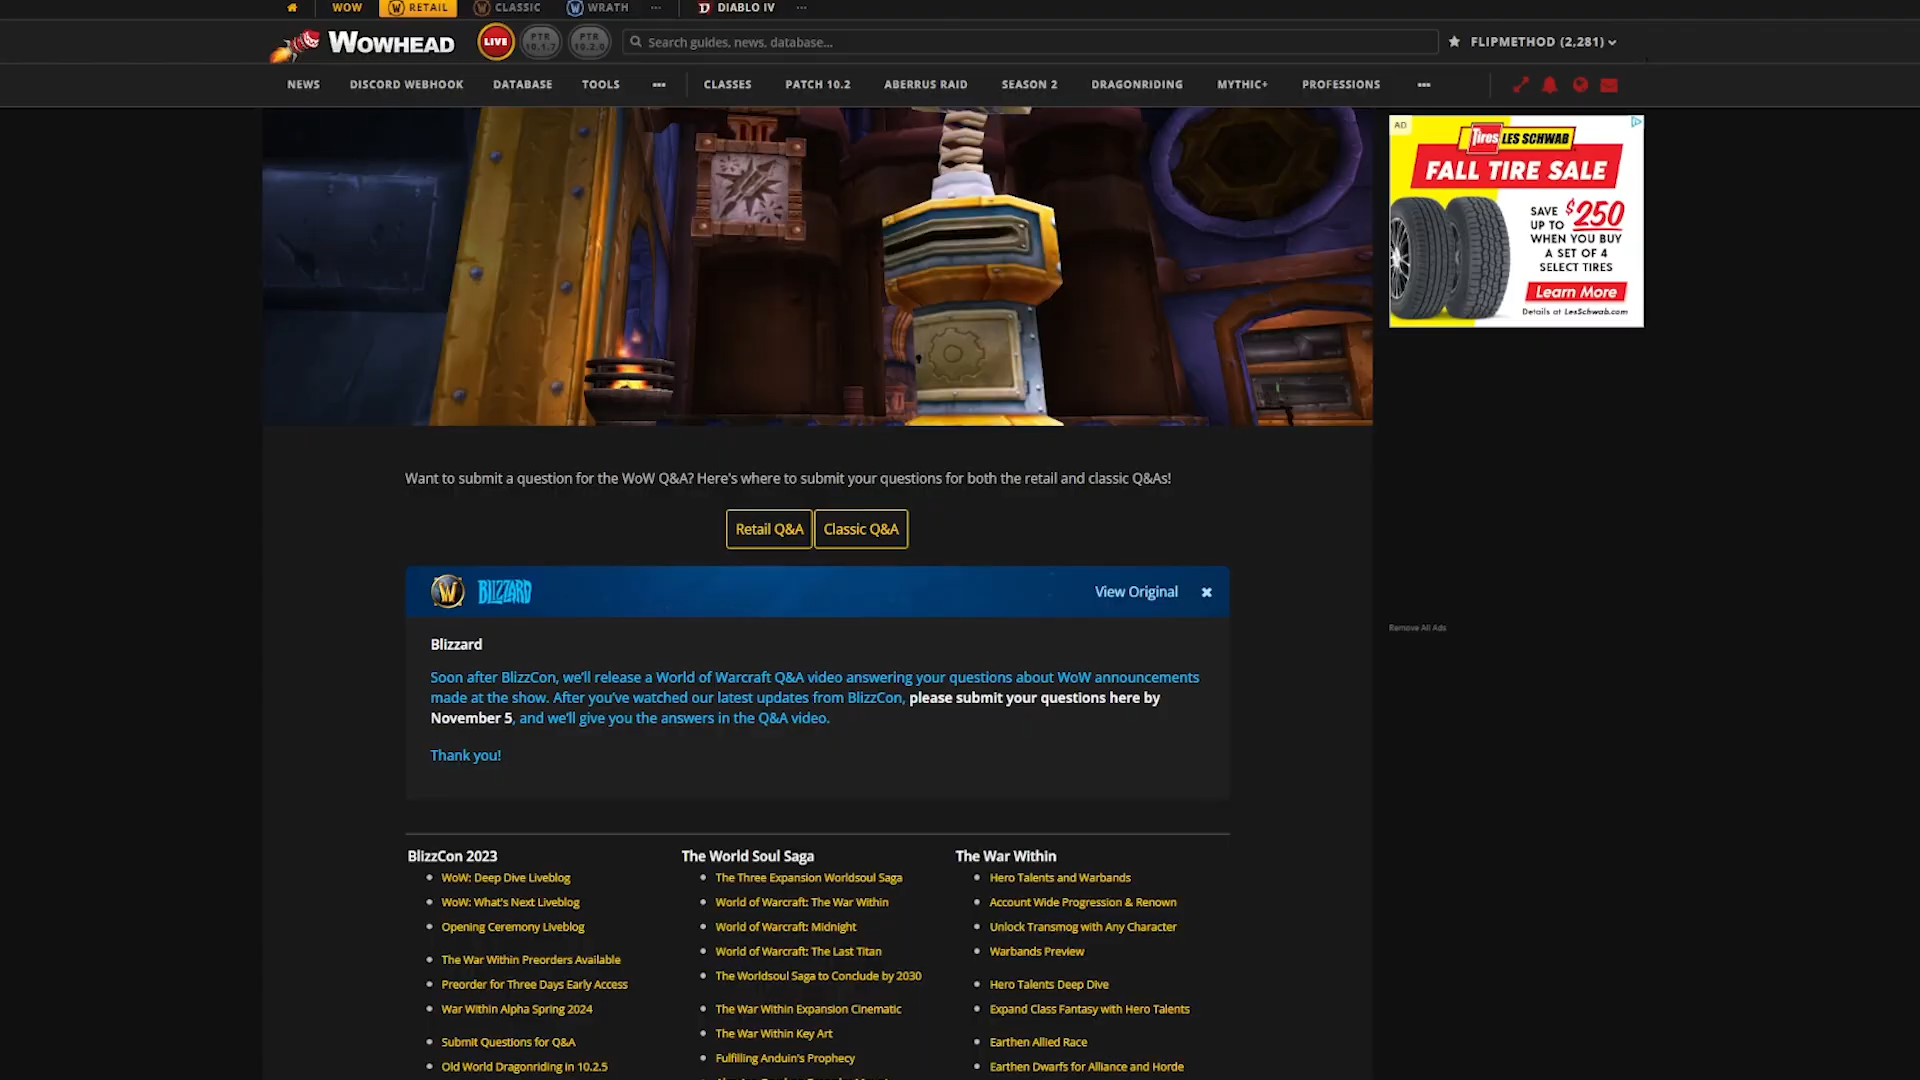 WOW RETAIL CLASSIC WRATH ... DIABLO IV ...
WOWHEAD LIVE PTR 10.1.7 PTR 10.2.0 Search guides, news, database... FLIPMETHOD (2,281)
NEWS DISCORD WEBHOOK DATABASE TOOLS ... CLASSES PATCH 10.2 ABERRUS RAID SEASON 2 DRAGONRIDING MYTHIC+ PROFESSIONS ...
AD
Tires LES SCHWAB
FALL TIRE SALE
SAVE UP TO $250
WHEN YOU BUY
A SET OF 4
SELECT TIRES
Learn More
Details at LesSchwab.com
Want to submit a question for the WoW Q&A? Here's where to submit your questions for both the retail and classic Q&As!
Retail Q&A Classic Q&A
W BLIZZARD View Original
Blizzard
Soon after BlizzCon, we'll release a World of Warcraft Q&A video answering your questions about WoW announcements
made at the show. After you've watched our latest updates from BlizzCon, please submit your questions here by
November 5, and we'll give you the answers in the Q&A video.
Thank you!
Remove All Ads
BlizzCon 2023
WoW: Deep Dive Liveblog
WoW: What's Next Liveblog
Opening Ceremony Liveblog
The War Within Preorders Available
Preorder for Three Days Early Access
War Within Alpha Spring 2024
Submit Questions for Q&A
Old World Dragonriding in 10.2.5
The World Soul Saga
The Three Expansion Worldsoul Saga
World of Warcraft: The War Within
World of Warcraft: Midnight
World of Warcraft: The Last Titan
The Worldsoul Saga to Conclude by 2030
The War Within Expansion Cinematic
The War Within Key Art
Fulfilling Anduin's Prophecy
The War Within
Hero Talents and Warbands
Account Wide Progression & Renown
Unlock Transmog with Any Character
Warbands Preview
Hero Talents Deep Dive
Expand Class Fantasy with Hero Talents
Earthen Allied Race
Earthen Dwarfs for Alliance and Horde